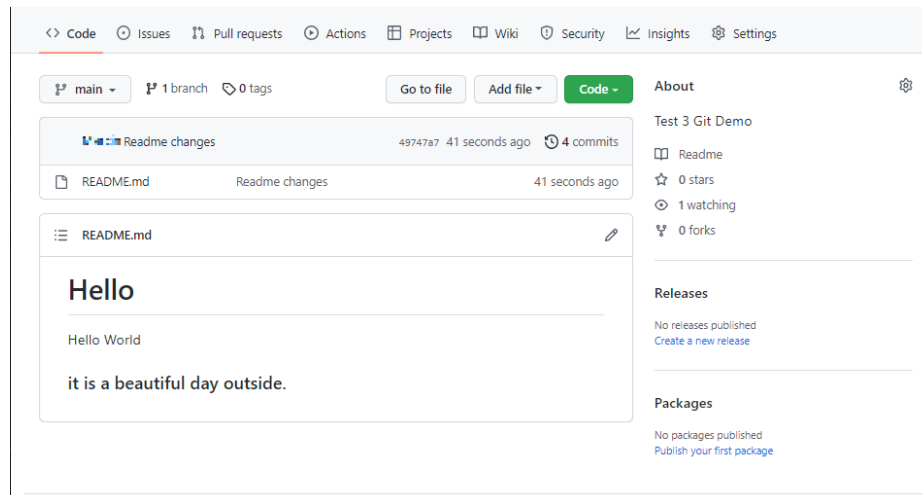 Code Issues Pull requests Actions Projects Wiki Security Insights Settings
main 1 branch 0 tags Go to file Add file Code
Readme changes 49747a7 41 seconds ago 4 commits
README.md Readme changes 41 seconds ago
README.md
Hello
Hello World
it is a beautiful day outside.
About
Test 3 Git Demo
Readme
0 stars
1 watching
0 forks
Releases
No releases published
Create a new release
Packages
No packages published
Publish your first package